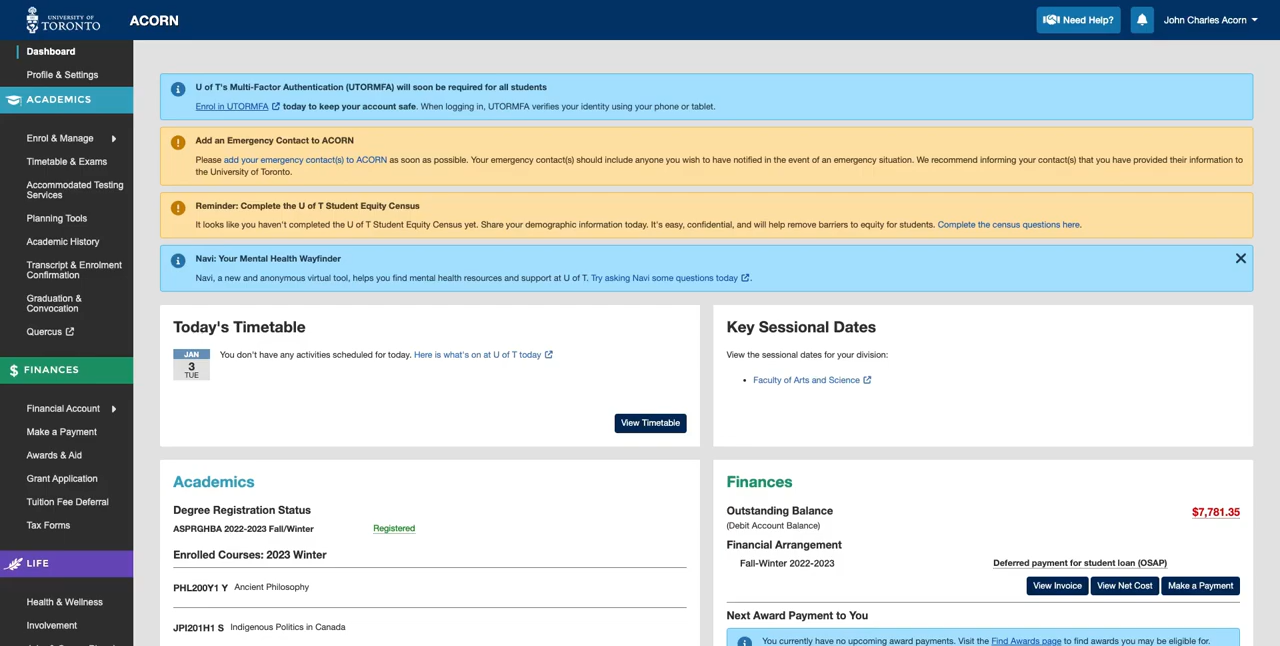 UNIVERSITY OF
TORONTO
ACORN
Need Help?
John Charles Acorn
Dashboard
Profile & Settings
ACADEMICS
Enrol & Manage
Timetable & Exams
Accommodated Testing
Services
Planning Tools
Academic History
Transcript & Enrolment
Confirmation
Graduation &
Convocation
Quercus
$ FINANCES
Financial Account
Make a Payment
Awards & Aid
Grant Application
Tuition Fee Deferral
Tax Forms
LIFE
Health & Wellness
Involvement
U of T's Multi-Factor Authentication (UTORMFA) will soon be required for all students
Enrol in UTORMFA today to keep your account safe. When logging in, UTORMFA verifies your identity using your phone or tablet.
Add an Emergency Contact to ACORN
Please add your emergency contact(s) to ACORN as soon as possible. Your emergency contact(s) should include anyone you wish to have notified in the event of an emergency situation. We recommend informing your contact(s) that you have provided their information to
the University of Toronto.
Reminder: Complete the U of T Student Equity Census
It looks like you haven't completed the U of T Student Equity Census yet. Share your demographic information today. It's easy, confidential, and will help remove barriers to equity for students. Complete the census questions here.
Navi: Your Mental Health Wayfinder
Navi, a new and anonymous virtual tool, helps you find mental health resources and support at U of T. Try asking Navi some questions today .
Today's Timetable
JAN
3
TUE
You don't have any activities scheduled for today. Here is what's on at U of T today
View Timetable
Key Sessional Dates
View the sessional dates for your division:
• Faculty of Arts and Science
Academics
Degree Registration Status
ASPRGHBA 2022-2023 Fall/Winter Registered
Enrolled Courses: 2023 Winter
PHL200Y1 Y Ancient Philosophy
JPI201H1 S Indigenous Politics in Canada
Finances
Outstanding Balance $7,781.35
(Debit Account Balance)
Financial Arrangement
Fall-Winter 2022-2023 Deferred payment for student loan (OSAP)
View Invoice View Net Cost Make a Payment
Next Award Payment to You
You currently have no upcoming award payments. Visit the Find Awards page to find awards you may be eligible for.